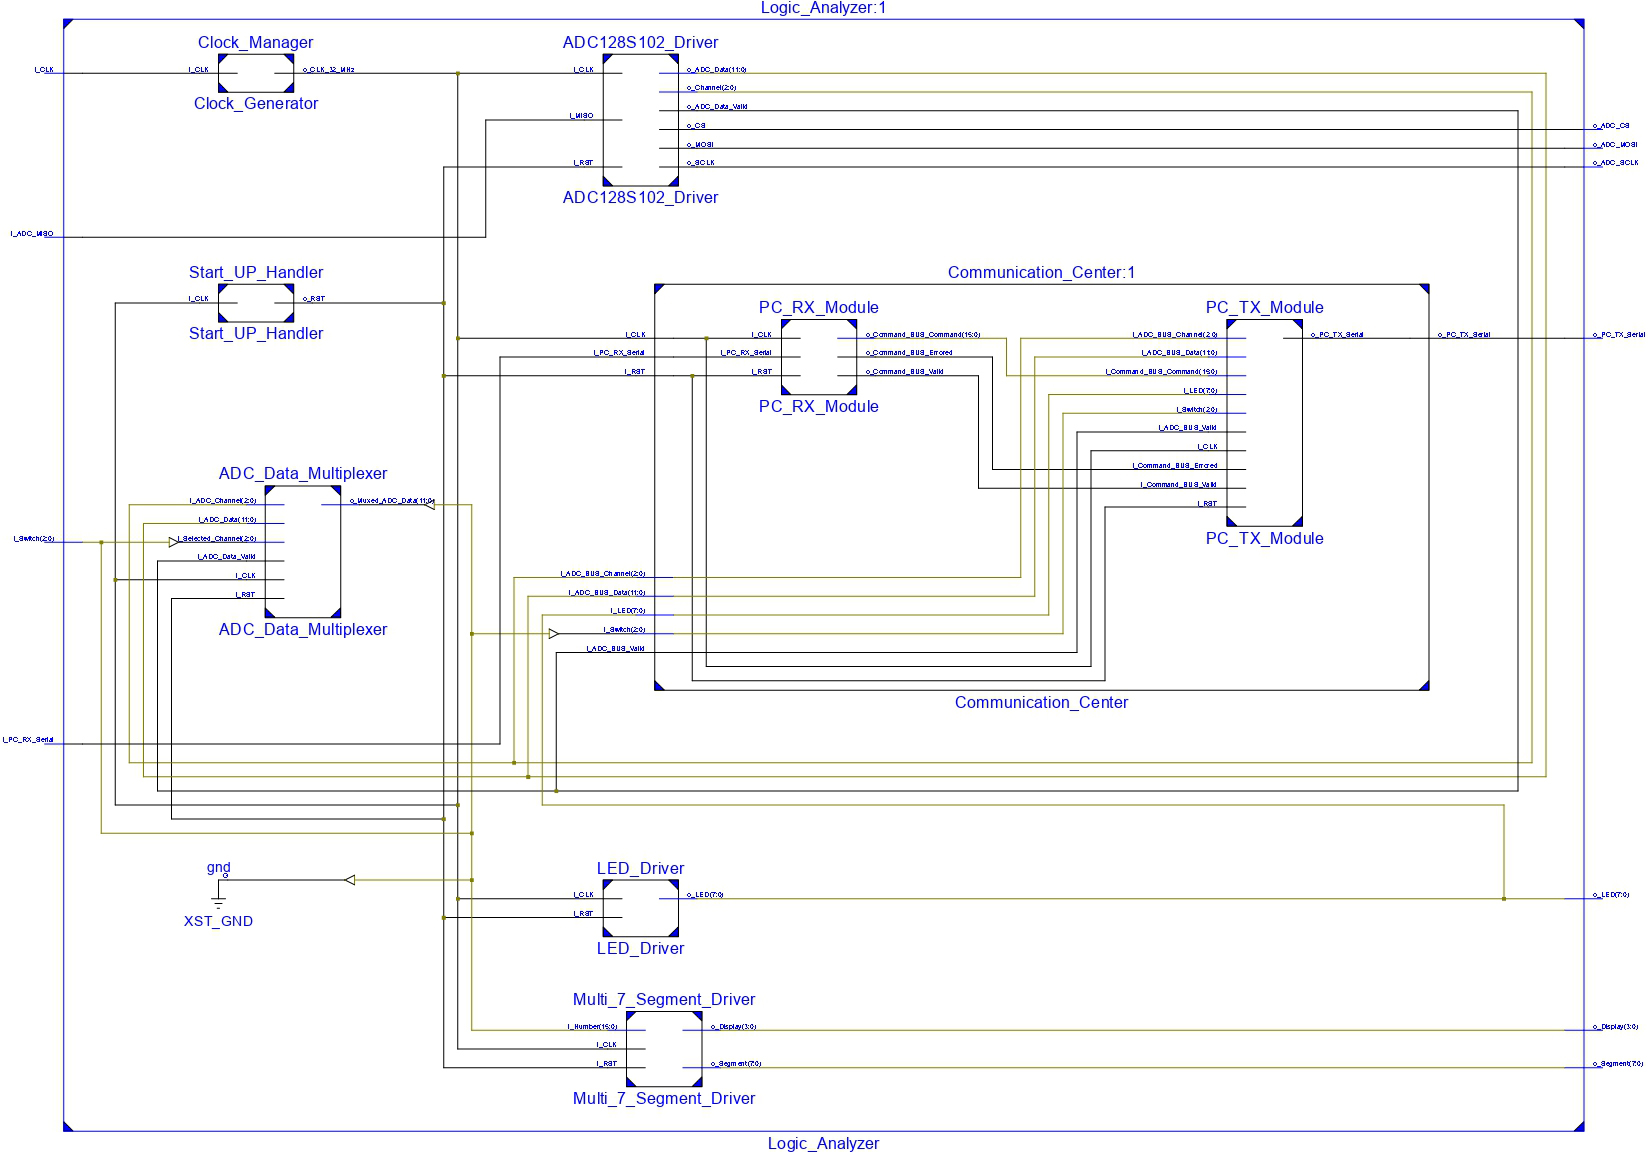 Logic_Analyzer:1
Clock_Manager
I_CLK
I_CLK
o_CLK_32_MHz
Clock_Generator
ADC128S102_Driver
I_CLK
I_MISO
I_RST
o_ADC_Data(11:0)
o_Channel(2:0)
o_ADC_Data_Valid
o_CS
o_MOSI
o_SCLK
ADC128S102_Driver
o_ADC_CS
o_ADC_MOSI
o_ADC_SCLK
I_ADC_MISO
Start_UP_Handler
I_CLK
o_RST
Start_UP_Handler
Communication_Center:1
I_CLK
I_PC_RX_Serial
I_RST
PC_RX_Module
I_CLK
I_PC_RX_Serial
I_RST
o_Command_BUS_Command(15:0)
o_Command_BUS_Errored
o_Command_BUS_Valid
PC_RX_Module
PC_TX_Module
I_ADC_BUS_Channel(2:0)
I_ADC_BUS_Data(11:0)
I_Command_BUS_Command(15:0)
I_LED(7:0)
I_Switch(2:0)
I_ADC_BUS_Valid
I_CLK
I_Command_BUS_Errored
I_Command_BUS_Valid
I_RST
o_PC_TX_Serial
PC_TX_Module
o_PC_TX_Serial
o_PC_TX_Serial
ADC_Data_Multiplexer
I_ADC_Channel(2:0)
o_Muxed_ADC_Data(11:0)
I_ADC_Data(11:0)
I_Switch(2:0)
I_Selected_Channel(2:0)
I_ADC_Data_Valid
I_CLK
I_RST
ADC_Data_Multiplexer
I_ADC_BUS_Channel(2:0)
I_ADC_BUS_Data(11:0)
I_LED(7:0)
I_Switch(2:0)
I_ADC_BUS_Valid
Communication_Center
I_PC_RX_Serial
gnd
G
XST_GND
LED_Driver
I_CLK
I_RST
o_LED(7:0)
LED_Driver
o_LED(7:0)
Multi_7_Segment_Driver
I_Number(15:0)
I_CLK
I_RST
o_Display(3:0)
o_Segment(7:0)
Multi_7_Segment_Driver
o_Display(3:0)
o_Segment(7:0)
Logic_Analyzer